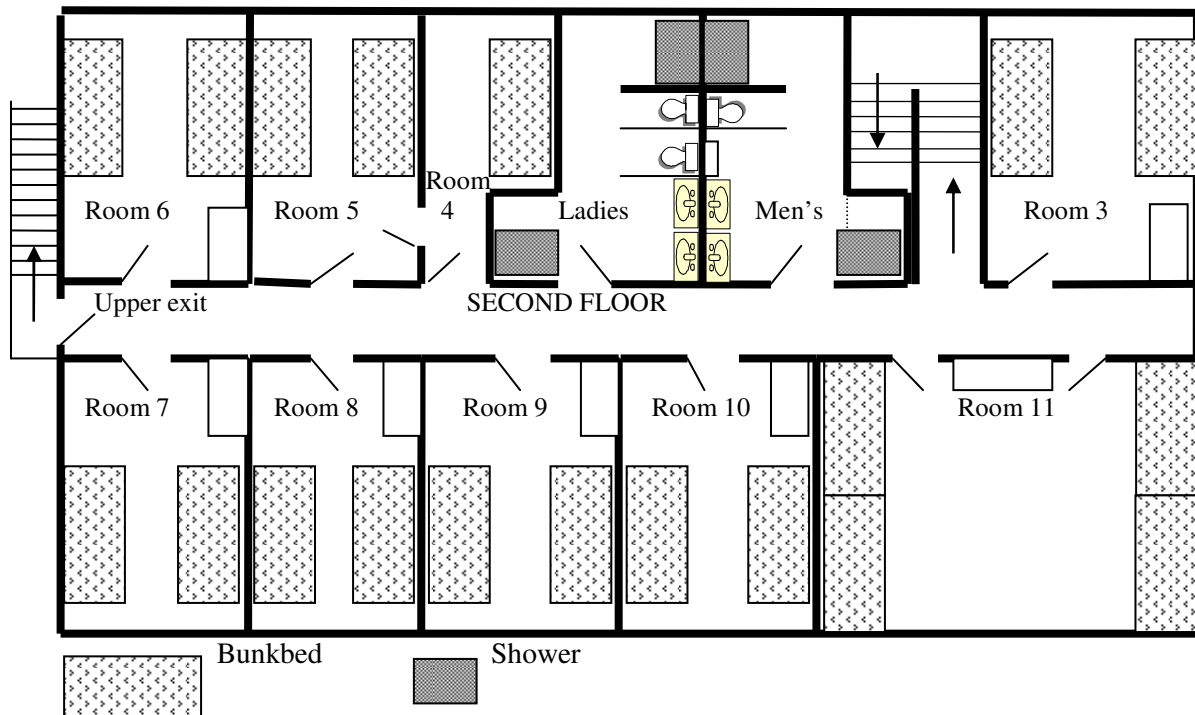 Room 6
Room 5
Room
4
Ladies
Men's
Room 3
Upper exit
SECOND FLOOR
Room 7
Room 8
Room 9
Room 10
Room 11
Bunkbed
Shower